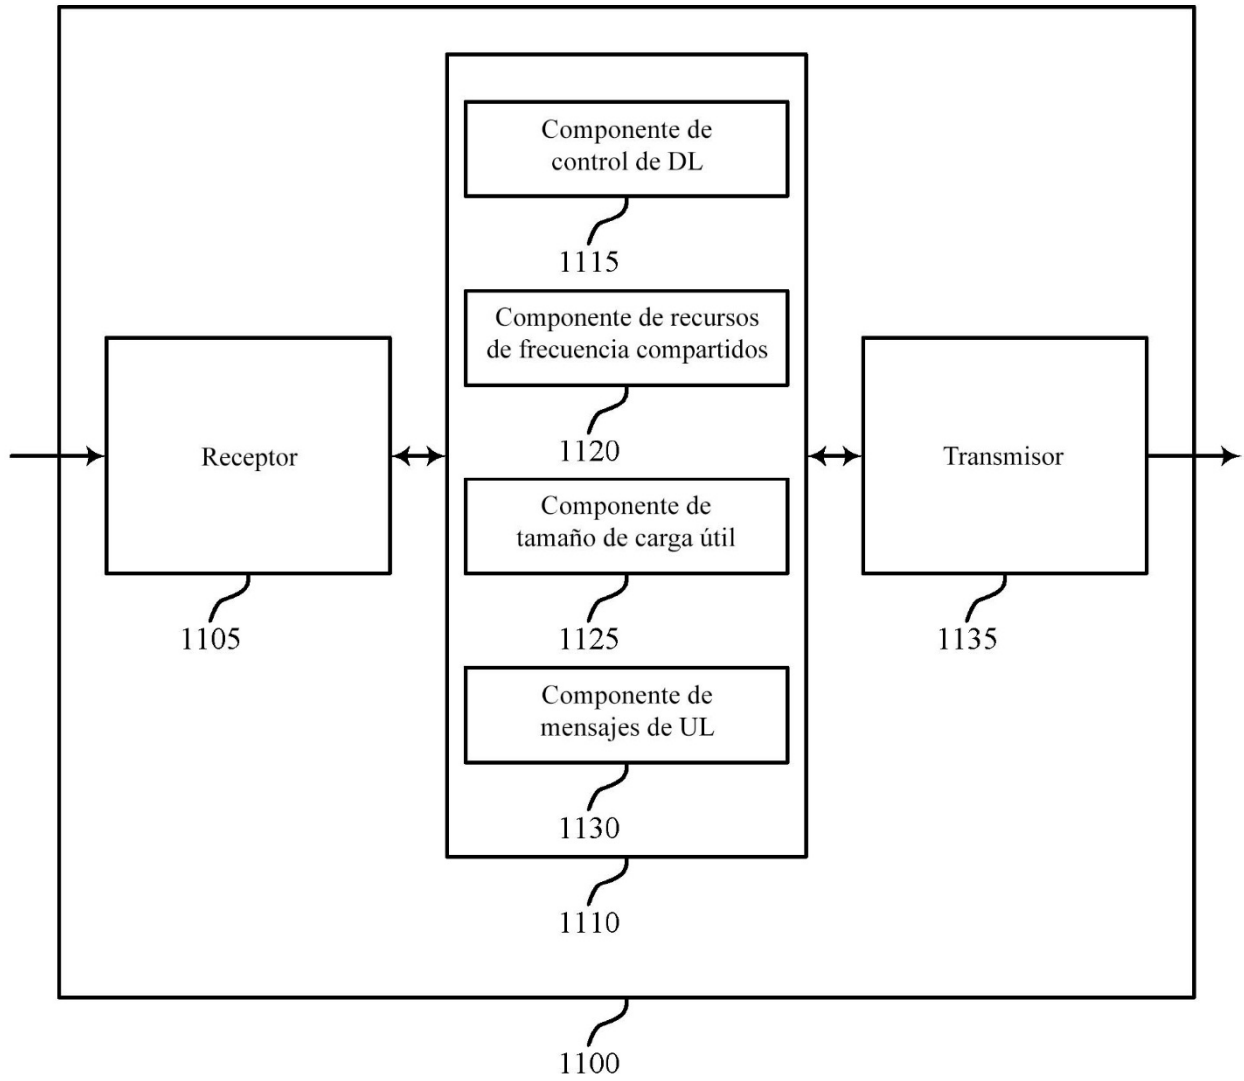 Componente de
control de DL
1115
Componente de recursos
de frecuencia compartidos
1120
Receptor
1105
Componente de
tamaño de carga útil
1125
Transmisor
1135
Componente de
mensajes de UL
1130
1110
1100